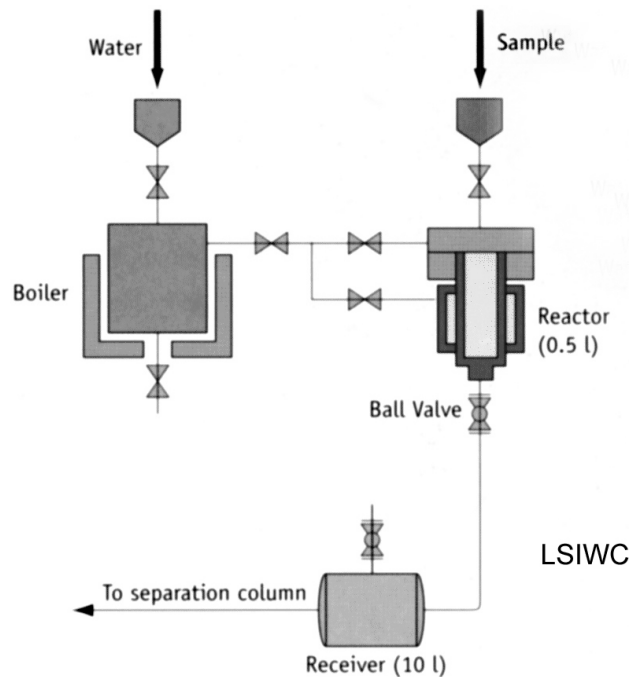 Water
Sample
Boiler
Reactor
(0.5 l)
Ball Valve
LSIWC
To separation column
Receiver (10 l)